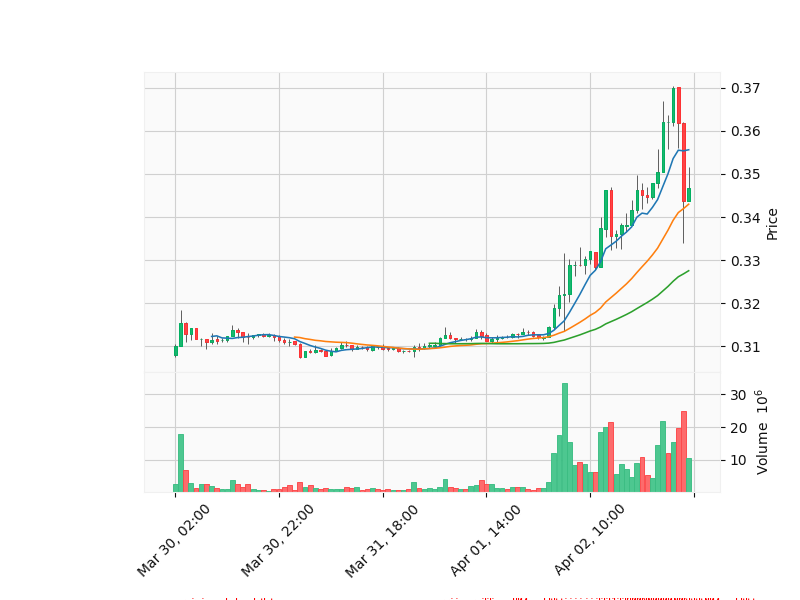 0.37
0.36
0.35
0.34
0.33
0.32
0.31
Price
30
20
10
Volume 10⁶
Mar 30, 02:00
Mar 30, 22:00
Mar 31, 18:00
Apr 01, 14:00
Apr 02, 10:00